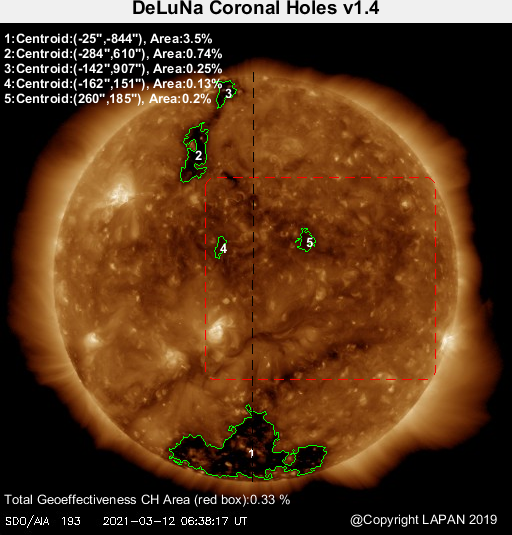 DeLuNa Coronal Holes v1.4
1:Centroid:(-25",-844"), Area:3.5%
2:Centroid:(-284",610"), Area:0.74%
3:Centroid:(-142",907"), Area:0.25%
4:Centroid:(-162",151"), Area:0.13%
5:Centroid:(260",185"), Area:0.2%
3
2
4
5
1
Total Geoeffectiveness CH Area (red box):0.33 %
SDO/AIA 193 2021-03-12 06:38:17 UT
@Copyright LAPAN 2019